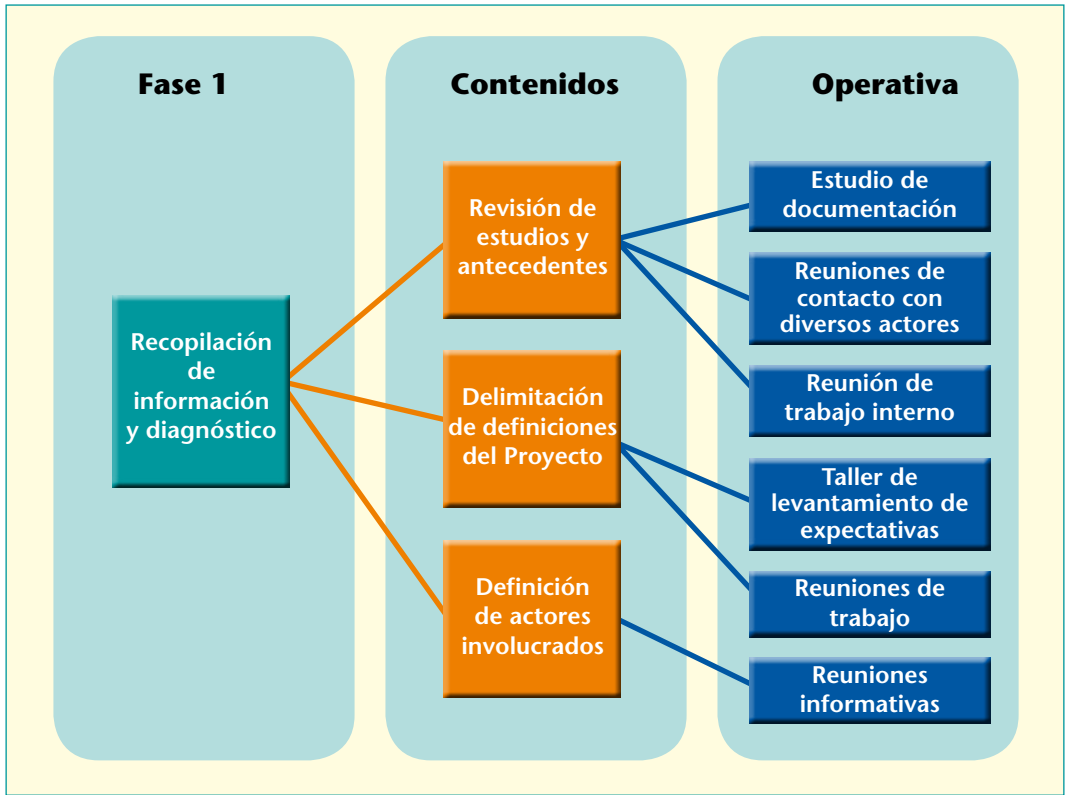 Fase 1
Contenidos
Operativa
Recopilación
de
información
y diagnóstico
Revisión de
estudios y
antecedentes
Delimitación
de definiciones
del Proyecto
Definición
de actores
involucrados
Estudio de
documentación
Reuniones de
contacto con
diversos actores
Reunión de
trabajo interno
Taller de
levantamiento de
expectativas
Reuniones de
trabajo
Reuniones
informativas